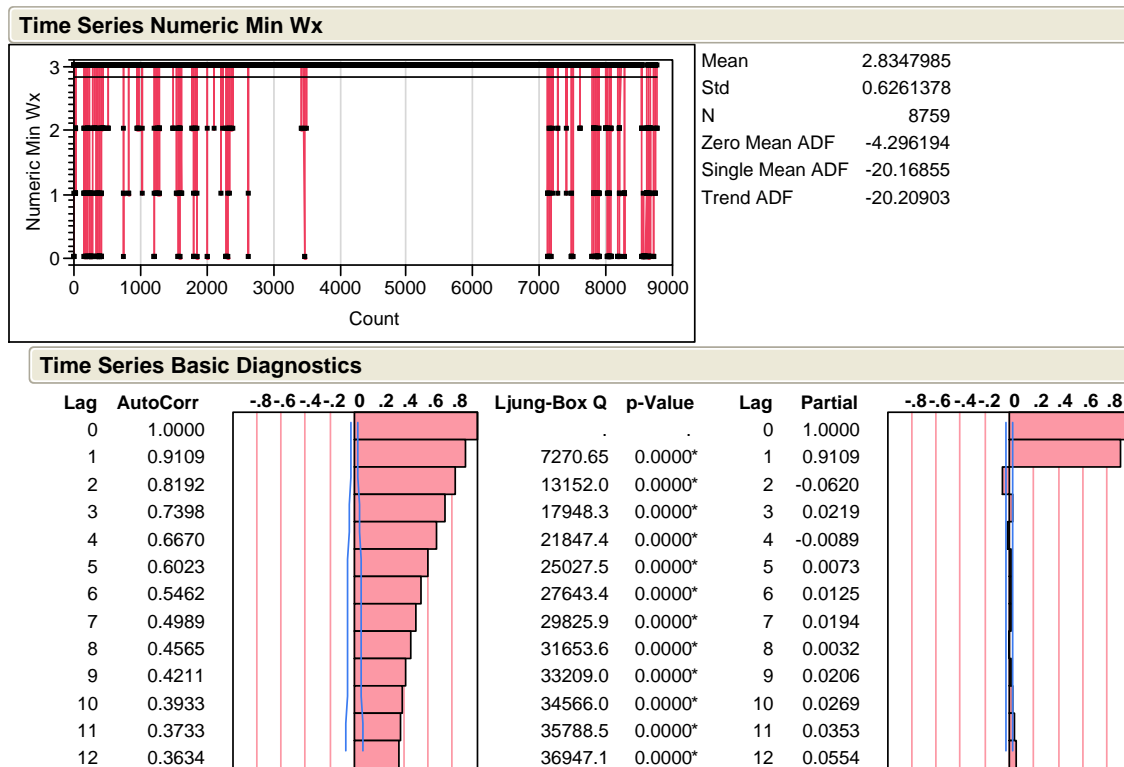 Time Series Numeric Min Wx
Numeric Min Wx
3
2
1
0
0 1000 2000 3000 4000 5000 6000 7000 8000 9000
Count
Mean 2.8347985
Std 0.6261378
N 8759
Zero Mean ADF -4.296194
Single Mean ADF -20.16855
Trend ADF -20.20903
Time Series Basic Diagnostics
Lag AutoCorr -.8-.6 -.4-.2 0 .2 .4 .6 .8 Ljung-Box Q p-Value Lag Partial -.8-.6 -.4-.2 0 .2 .4 .6 .8
0 1.0000 . . 0 1.0000
1 0.9109 7270.65 0.0000* 1 0.9109
2 0.8192 13152.0 0.0000* 2 -0.0620
3 0.7398 17948.3 0.0000* 3 0.0219
4 0.6670 21847.4 0.0000* 4 -0.0089
5 0.6023 25027.5 0.0000* 5 0.0073
6 0.5462 27643.4 0.0000* 6 0.0125
7 0.4989 29825.9 0.0000* 7 0.0194
8 0.4565 31653.6 0.0000* 8 0.0032
9 0.4211 33209.0 0.0000* 9 0.0206
10 0.3933 34566.0 0.0000* 10 0.0269
11 0.3733 35788.5 0.0000* 11 0.0353
12 0.3634 36947.1 0.0000* 12 0.0554